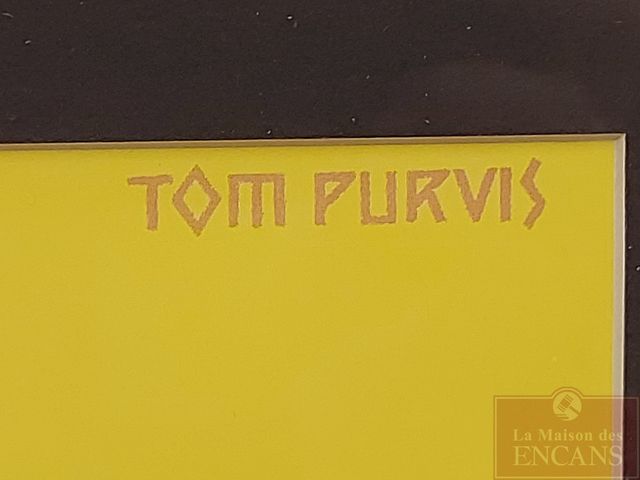 TOM PURVIS
La Maison des
ENCANS